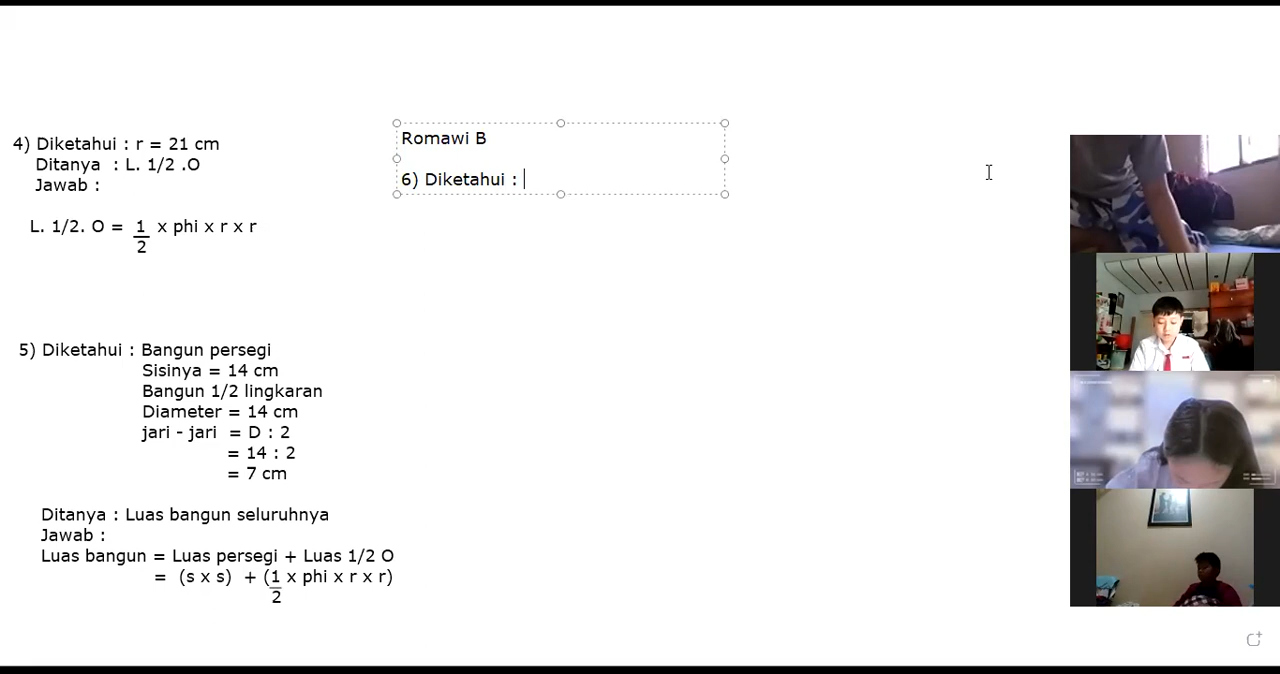 4) Diketahui : r = 21 cm
Ditanya : L. 1/2 .O
Jawab :
L. 1/2. O = 1 x phi x r x r
2
5) Diketahui : Bangun persegi
Sisinya = 14 cm
Bangun 1/2 lingkaran
Diameter = 14 cm
jari - jari = D : 2
= 14 : 2
= 7 cm
Ditanya : Luas bangun seluruhnya
Jawab :
Luas bangun = Luas persegi + Luas 1/2 O
= (s x s) + (1 x phi x r x r)
2
Romawi B
6) Diketahui :